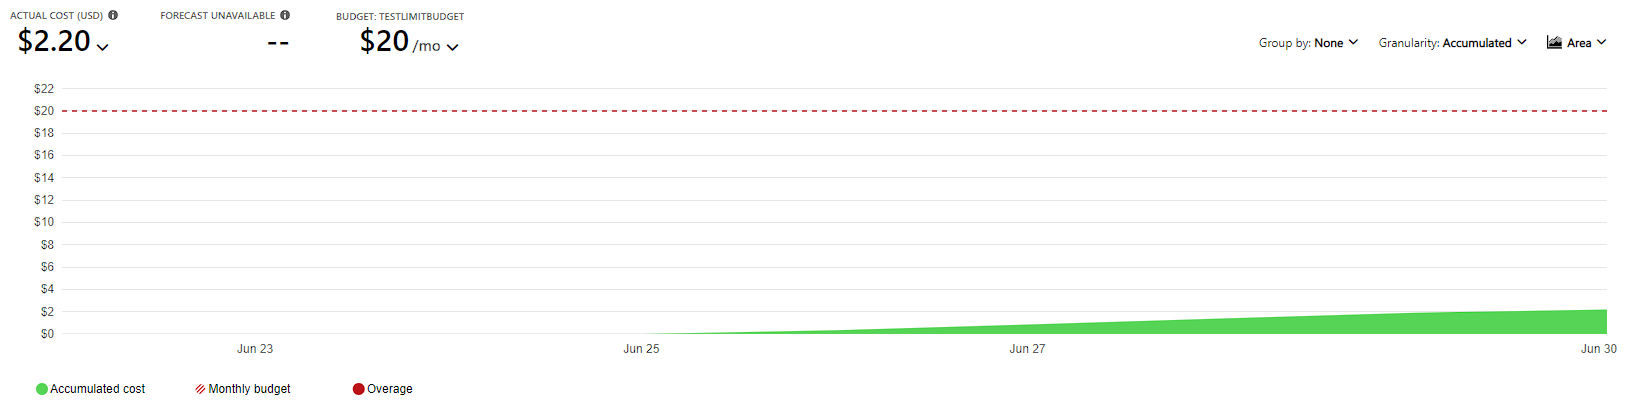 ACTUAL COST (USD)
FORECAST UNAVAILABLE
BUDGET: TESTLIMITBUDGET
$2.20
--
$20 /mo
Group by: None
Granularity: Accumulated
Area
$22
$20
$18
$16
$14
$12
$10
$8
$6
$4
$2
$0
Jun 23
Jun 25
Jun 27
Jun 30
Accumulated cost
Monthly budget
Overage